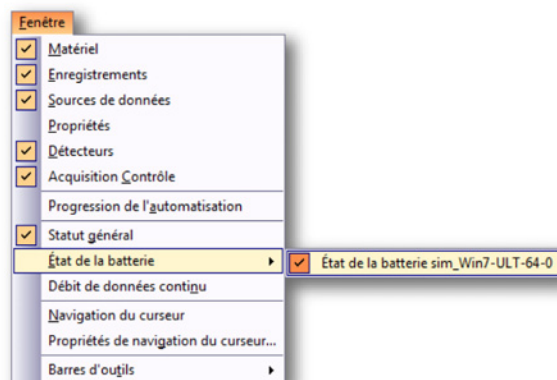 Fenêtre
Matériel
Enregistrements
Sources de données
Propriétés
Détecteurs
Acquisition Contrôle
Progression de l'automatisation
Statut général
État de la batterie
État de la batterie sim_Win7-ULT-64-0
Débit de données continu
Navigation du curseur
Propriétés de navigation du curseur...
Barres d'outils